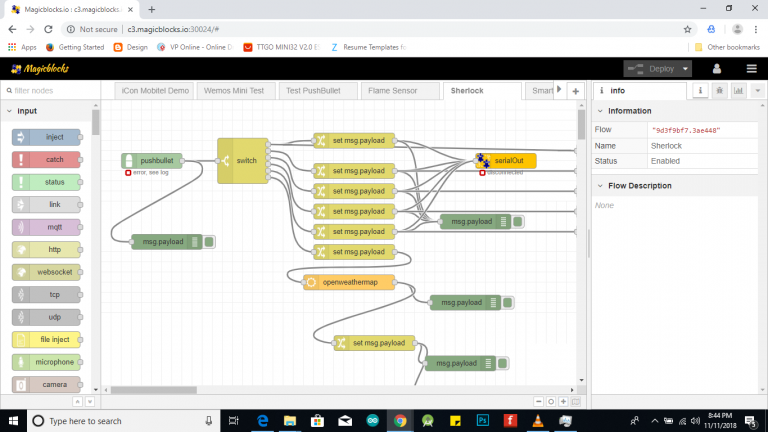 Magicblocks.io : c3.magicblocks.io
Not secure | c3.magicblocks.io:30024/#
Apps
Getting Started
Design
VP Online - Online D
TTGO MINI32 V2.0 E
Resume Templates fo
Other bookmarks
Magicblocks
Deploy
filter nodes
iCon Mobitel Demo
Wemos Mini Test
Test PushBullet
Flame Sensor
Sherlock
Smart
info
input
inject
catch
status
link
mqtt
http
websocket
tcp
udp
file inject
microphone
camera
pushbullet
error, see log
switch
set msg.payload
set msg.payload
set msg.payload
set msg.payload
set msg.payload
set msg.payload
serialOut
disconnected
msg.payload
msg.payload
openweathermap
msg.payload
set msg.payload
msg.payload
Information
Flow "9d3f9bf7.3ae448"
Name Sherlock
Status Enabled
Flow Description
None
Type here to search
8:44 PM
11/11/2018